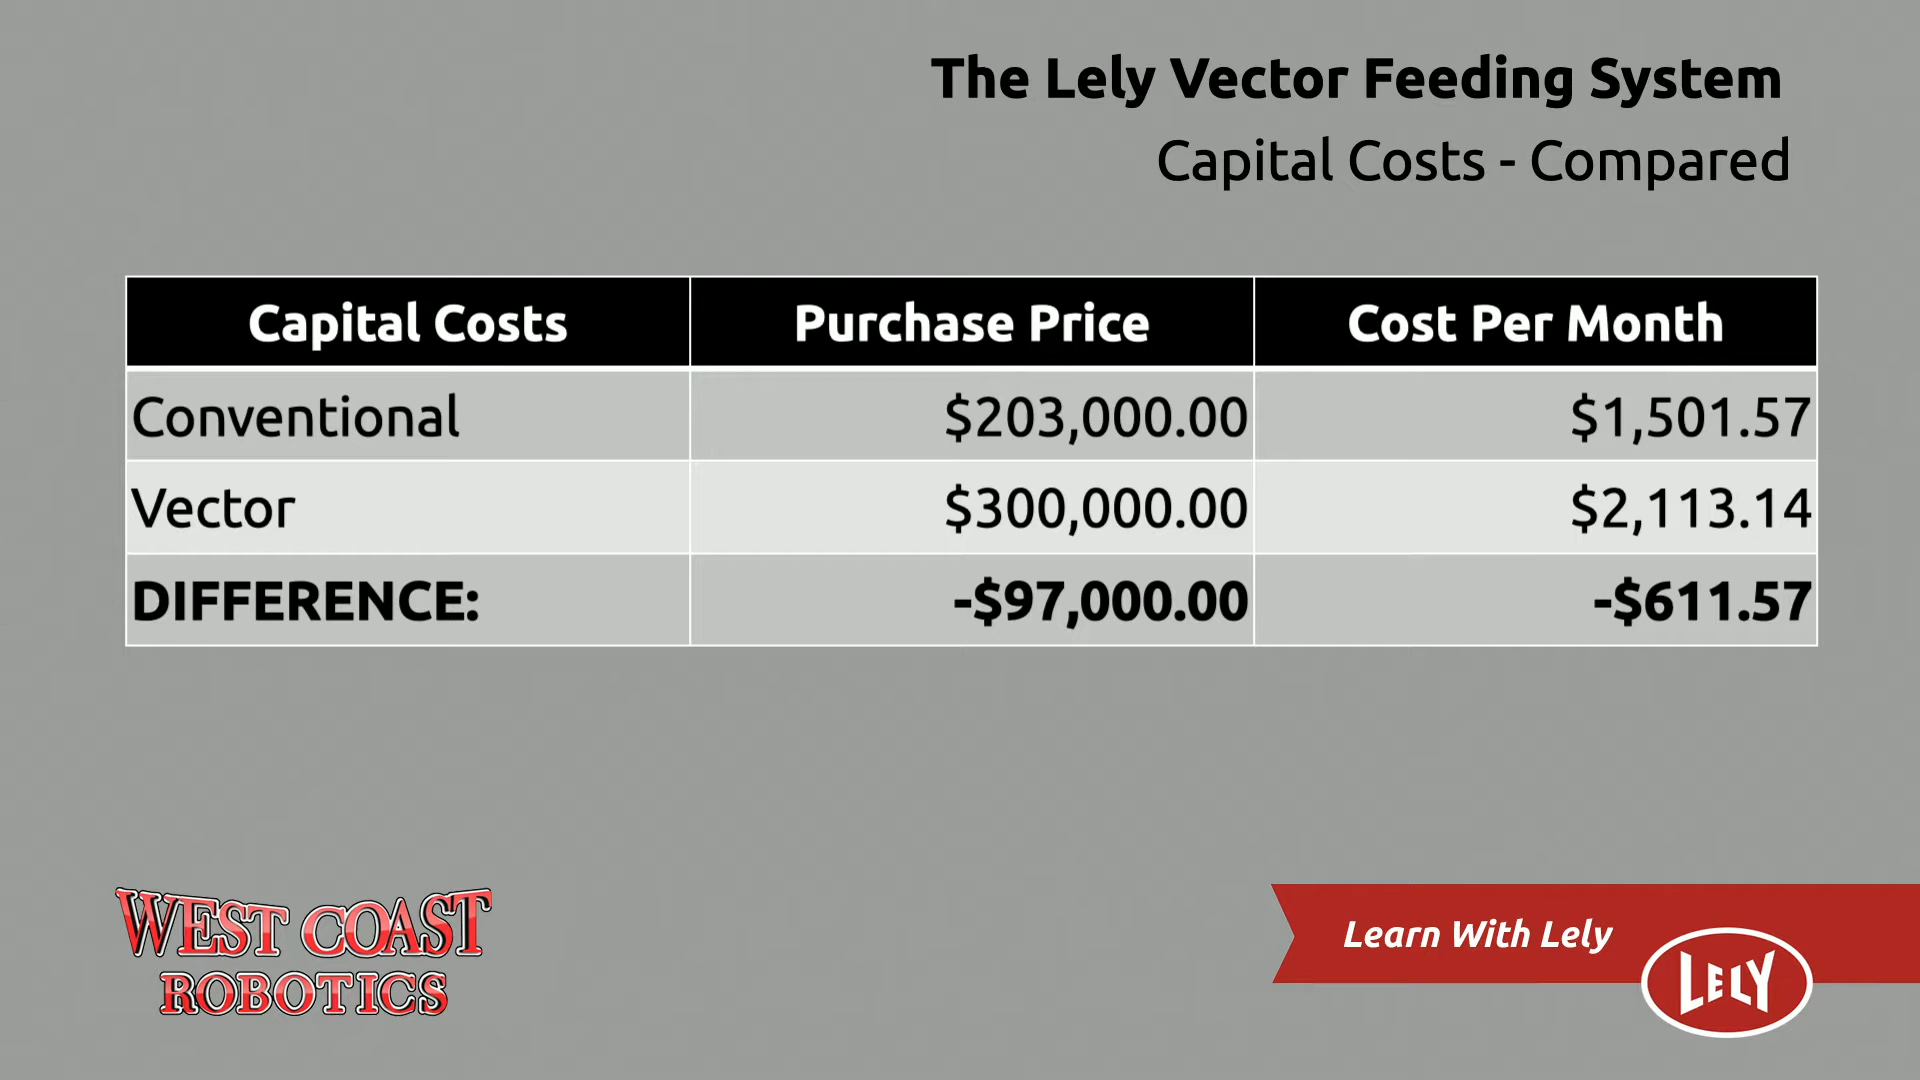 The Lely Vector Feeding System
Capital Costs - Compared
Capital Costs Purchase Price Cost Per Month
Conventional $203,000.00 $1,501.57
Vector $300,000.00 $2,113.14
DIFFERENCE: -$97,000.00 -$611.57
WEST COAST
ROBOTICS
Learn With Lely
LELY